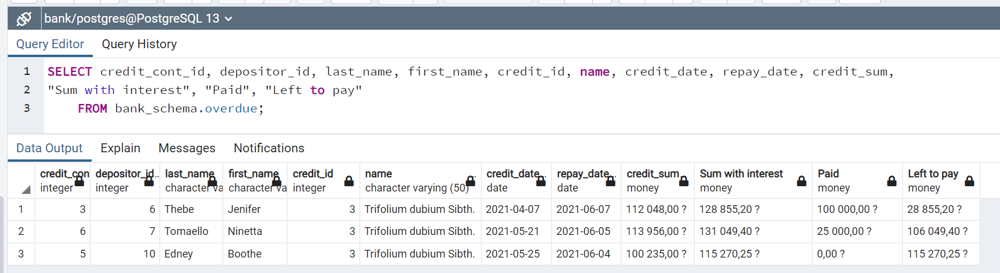 bank/postgres@PostgreSQL 13
Query Editor Query History
1 SELECT credit_cont_id, depositor_id, last_name, first_name, credit_id, name, credit_date, repay_date, credit_sum,
2 "Sum with interest", "Paid", "Left to pay"
3 FROM bank_schema.overdue;
Data Output Explain Messages Notifications
credit_con depositor_id.. last_name first_name credit_id name .. credit_date.. repay_date.. credit_sum Sum with interest Paid Left to pay
integer integer character va character va integer character varying (50) date date money money money money
1 3 6 Thebe Jenifer 3 Trifolium dubium Sibth. 2021-04-07 2021-06-07 112 048,00 ? 128 855,20 ? 100 000,00 ? 28 855,20 ?
2 6 7 Tomaello Ninetta 3 Trifolium dubium Sibth. 2021-05-21 2021-06-05 113 956,00 ? 131 049,40 ? 25 000,00 ? 106 049,40 ?
3 5 10 Edney Boothe 3 Trifolium dubium Sibth. 2021-05-25 2021-06-04 100 235,00 ? 115 270,25 ? 0,00 ? 115 270,25 ?